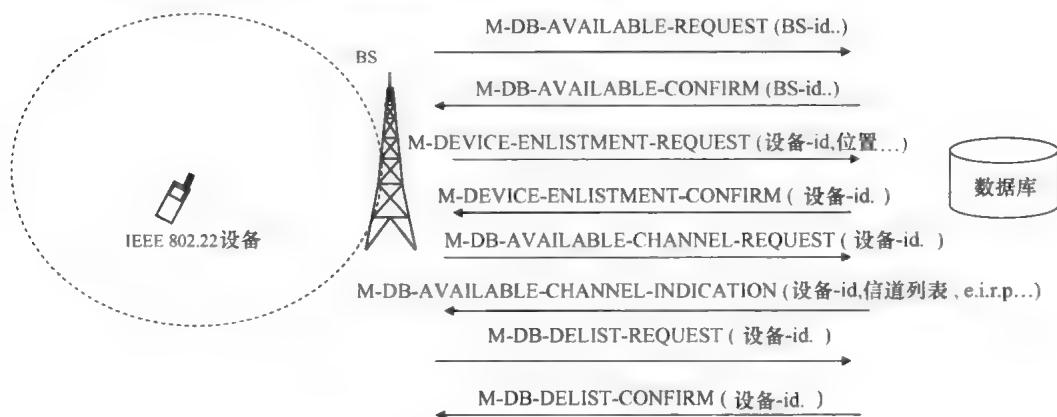 M-DB-AVAILABLE-REQUEST (BS-id..)
BS
M-DB-AVAILABLE-CONFIRM (BS-id..)
M-DEVICE-ENLISTMENT-REQUEST (设备-id,位置...)
M-DEVICE-ENLISTMENT-CONFIRM ( 设备-id. )
数据库
IEEE 802.22设备
M-DB-AVAILABLE-CHANNEL-REQUEST ( 设备-id. )
M-DB-AVAILABLE-CHANNEL-INDICATION (设备-id,信道列表 , e.i.r.p...)
M-DB-DELIST-REQUEST ( 设备-id. )
M-DB-DELIST-CONFIRM ( 设备-id. )